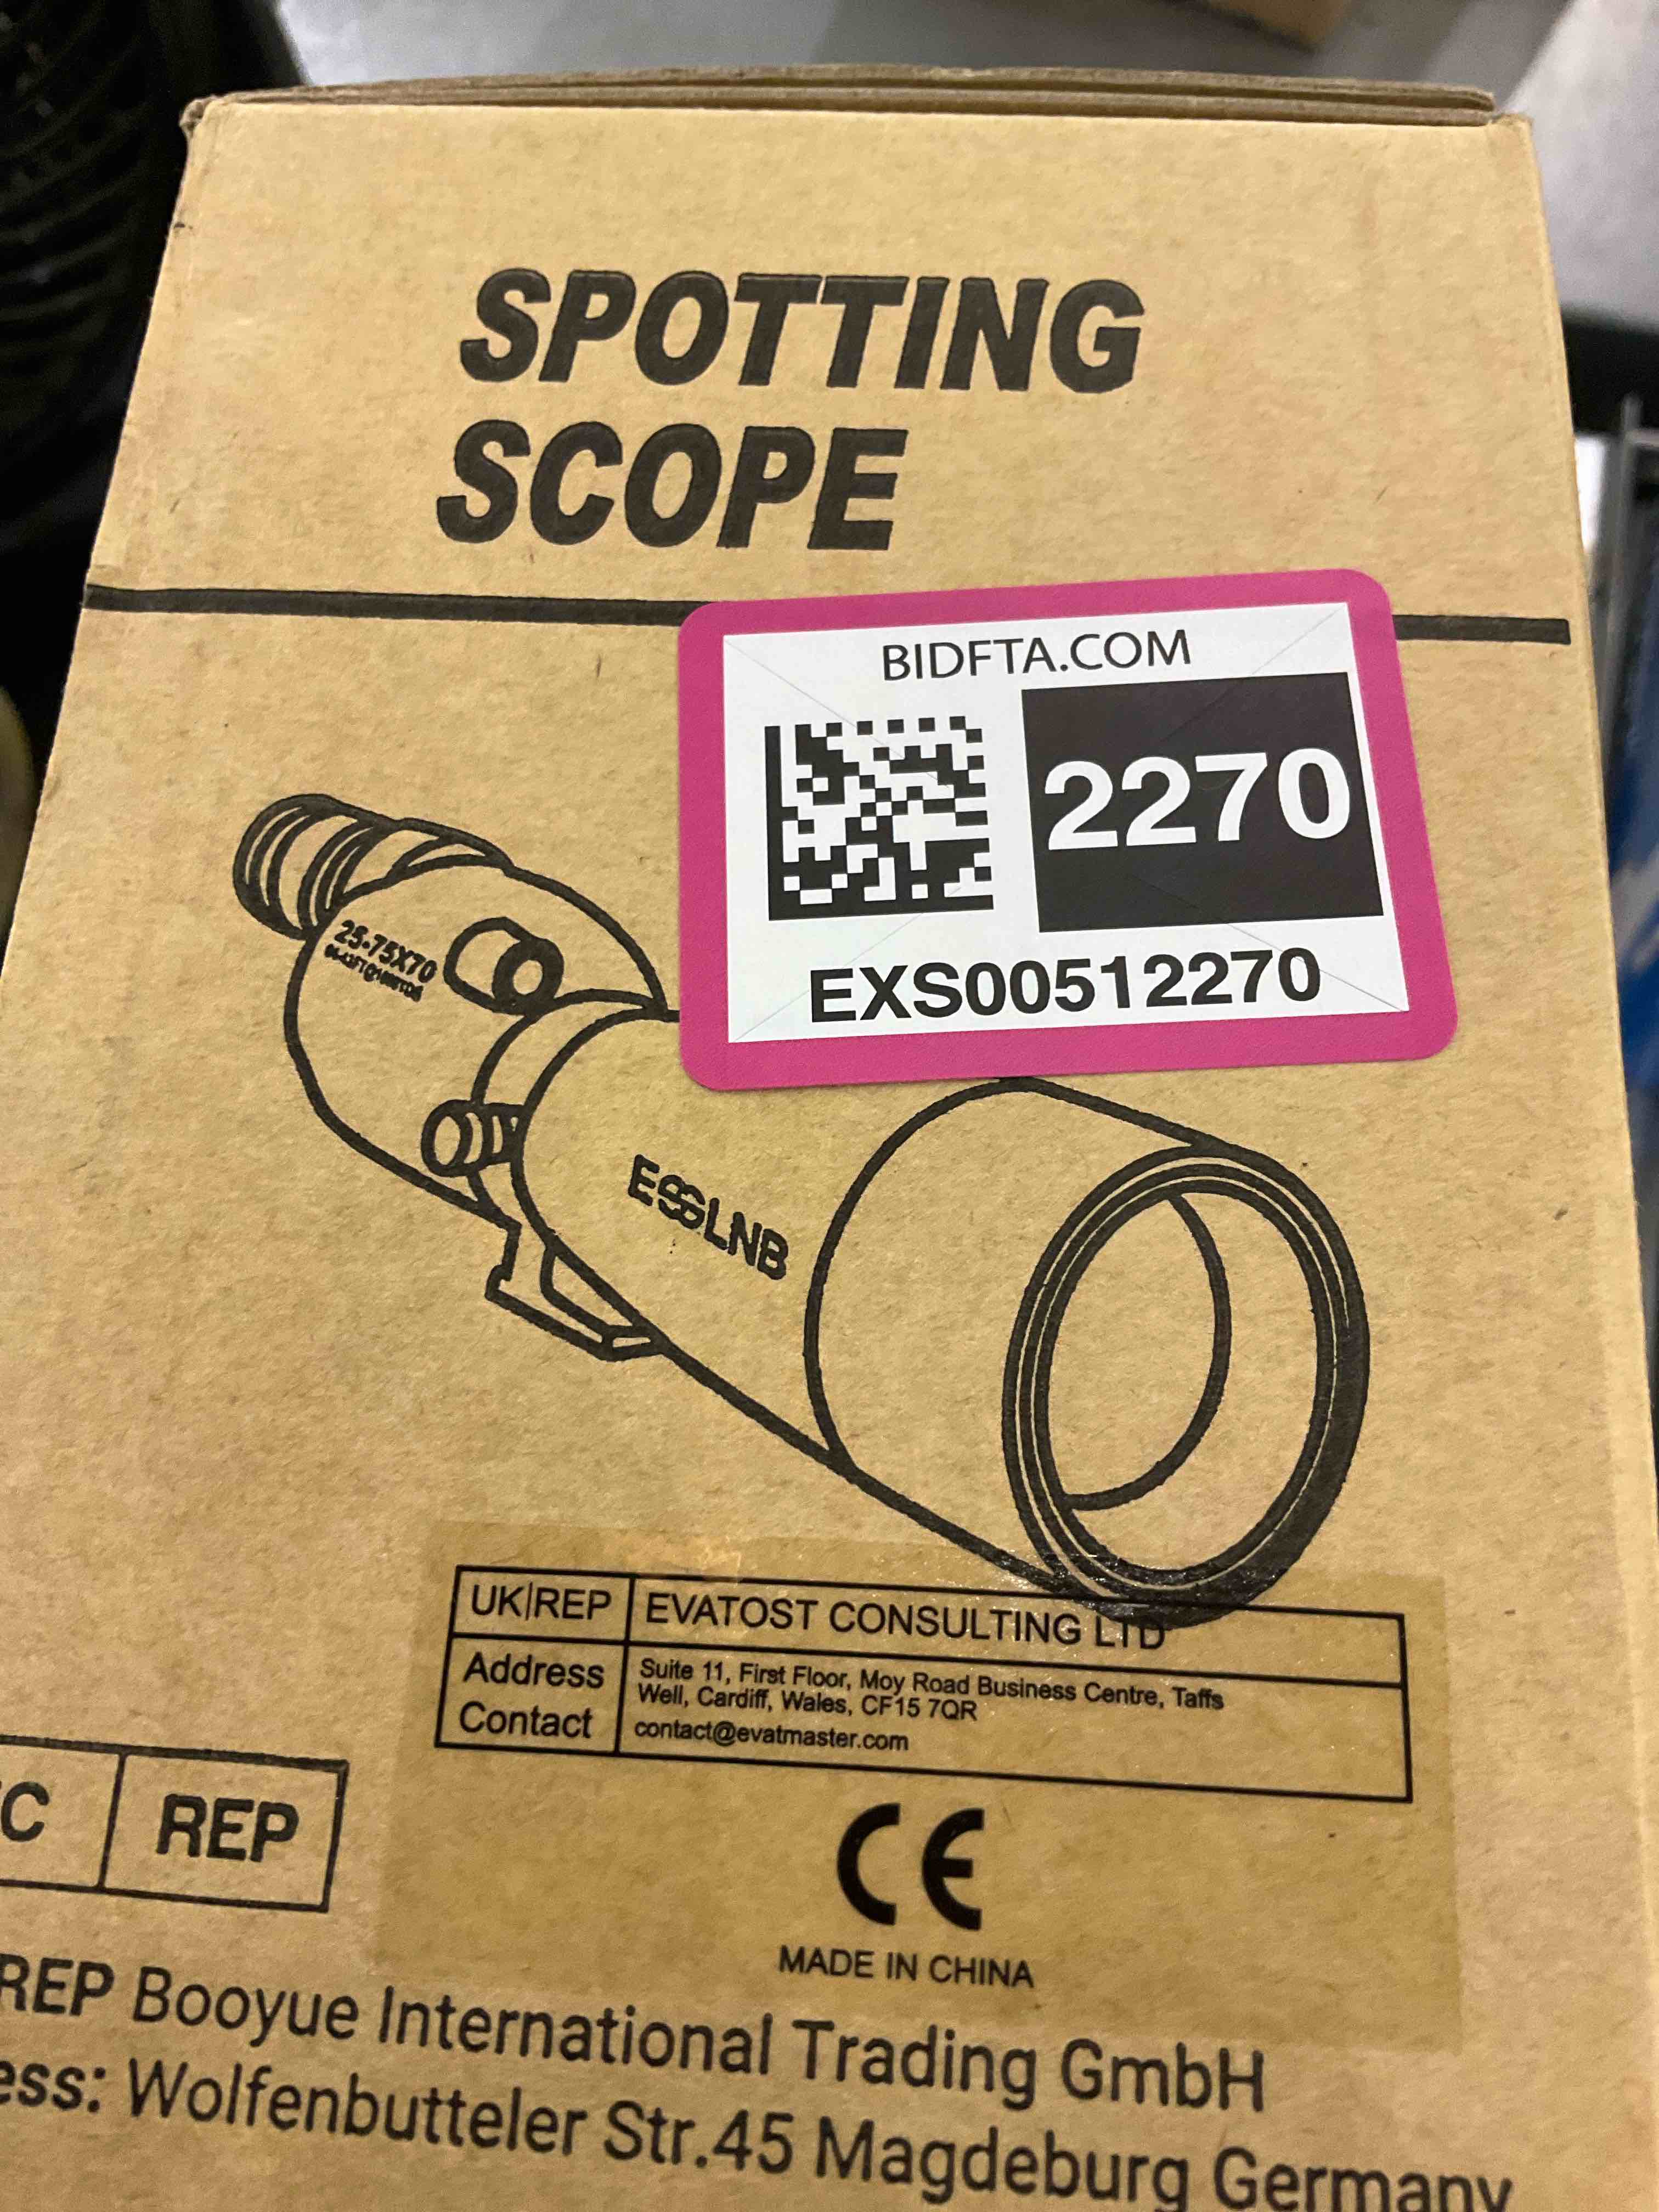 SPOTTING
SCOPE
BIDFTA.COM
2270
EXS00512270
25-75X70
ESSLNB
UK|REP EVATOST CONSULTING LTD
Address Suite 11, First Floor, Moy Road Business Centre, Taffs
Well, Cardiff, Wales, CF15 7QR
Contact contact@evatmaster.com
C REP
CE
MADE IN CHINA
REP Booyue International Trading GmbH
ess: Wolfenbutteler Str.45 Magdeburg Germany